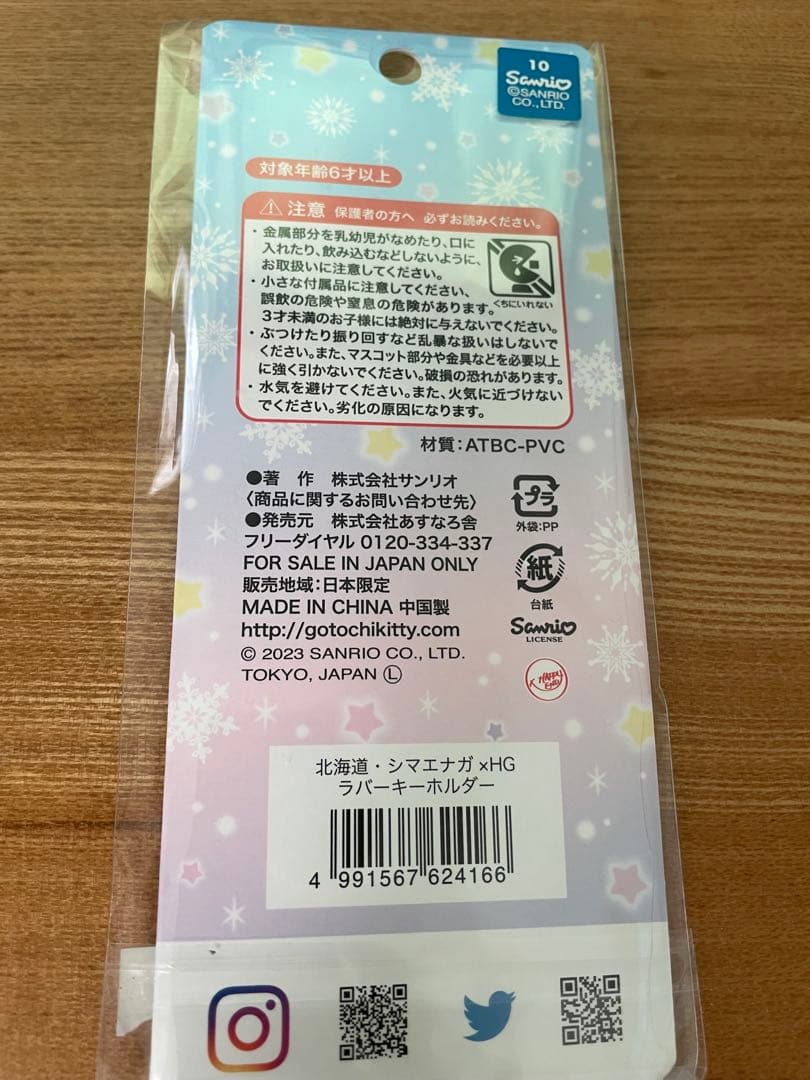 10
Sanrio
©SANRIO
CO.,LTD.
対象年齢6才以上
注意 保護者の方へ 必ずお読みください。
・金属部分を乳幼児がなめたり、口に
入れたり、飲み込むなどしないように、
お取扱いに注意してください。
・小さな付属品に注意してください、
誤飲の危険や窒息の危険があります。
3才未満のお子様には絶対に与えないでください。
くちにいれない
・ぶつけたり振り回すなど乱暴な扱いはしないで
ください。また、マスコット部分や金具などを必要以上
に強く引かないでください。破損の恐れがあります。
・水気を避けてください。また、火気に近づけない
でください。劣化の原因になります。
材質:ATBC-PVC
●著 作 株式会社サンリオ
〈商品に関するお問い合わせ先〉
●発売元 株式会社あすなろ舎
フリーダイヤル 0120-334-337
FOR SALE IN JAPAN ONLY
販売地域:日本限定
MADE IN CHINA 中国製
http://gotochikitty.com
© 2023 SANRIO CO., LTD.
TOKYO, JAPAN Ⓛ
プラ
外袋:PP
紙
台紙
Sanrio
LICENSE
北海道・シマエナガ×HG
ラバーキーホルダー
4 991567 624166